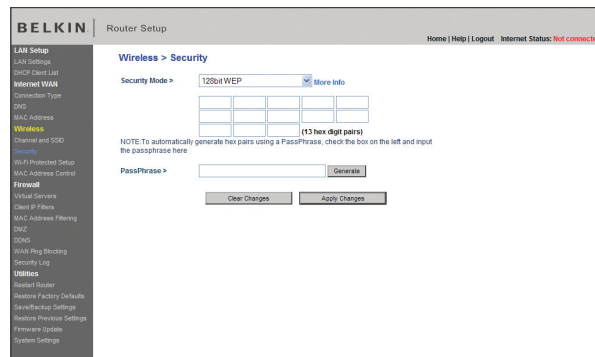 BELKIN. Router Setup
Home | Help | Logout Internet Status: Not connecte
LAN Setup
LAN Settings
DHCP Client List
Internet WAN
Connection Type
DNS
MAC Address
Wireless
Channel and SSID
Security
Wi-Fi Protected Setup
MAC Address Control
Firewall
Virtual Servers
Client IP Filters
MAC Address Filtering
DMZ
DDNS
WAN Ping Blocking
Security Log
Utilities
Restart Router
Restore Factory Defaults
Save/Backup Settings
Restore Previous Settings
Firmware Update
System Settings
Wireless > Security
Security Mode > 128bit WEP More Info
(13 hex digit pairs)
NOTE:To automatically generate hex pairs using a PassPhrase, check the box on the left and input
the passphrase here
PassPhrase > Generate
Clear Changes Apply Changes